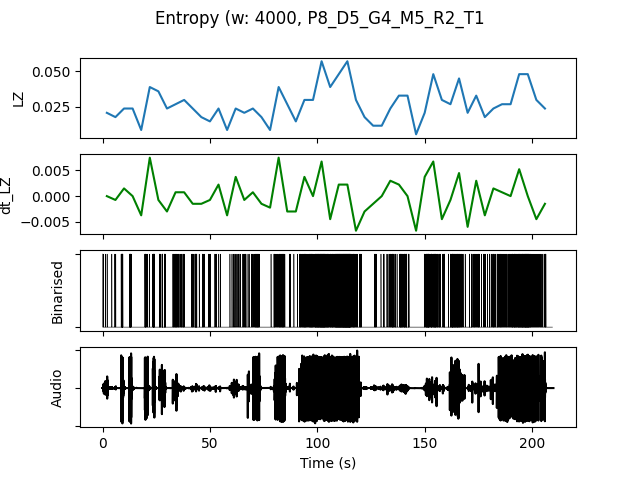 Entropy (w: 4000, P8_D5_G4_M5_R2_T1
0.050
0.025
LZ
0.005
0.000
−0.005
dt_LZ
Binarised
Audio
0 50 100 150 200
Time (s)